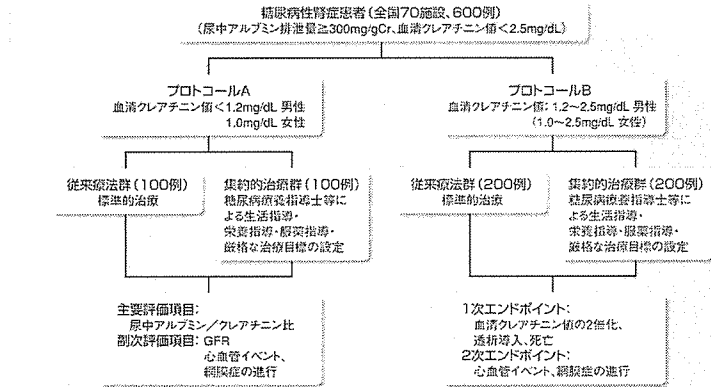 糖尿病性腎症患者(全国70施設、600例)
(尿中アルブミン排泄量≧300mg/gCr、血清クレアチニン値<2.5mg/dL)
プロトコールA
血清クレアチニン値<1.2mg/dL 男性
1.0mg/dL 女性
プロトコールB
血清クレアチニン値:1.2~2.5mg/dL 男性
(1.0~2.5mg/dL 女性)
従来療法群(100例)
標準的治療
集約的治療群(100例)
糖尿病療養指導士等に
よる生活指導・
栄養指導・服薬指導・
厳格な治療目標の設定
従来療法群(200例)
標準的治療
集約的治療群(200例)
糖尿病療養指導士等に
よる生活指導・
栄養指導・服薬指導・
厳格な治療目標の設定
主要評価項目:
尿中アルブミン/クレアチニン比
副次評価項目:GFR
心血管イベント、
網膜症の進行
1次エンドポイント:
血清クレアチニン値の2倍化、
透析導入、死亡
2次エンドポイント:
心血管イベント、網膜症の進行